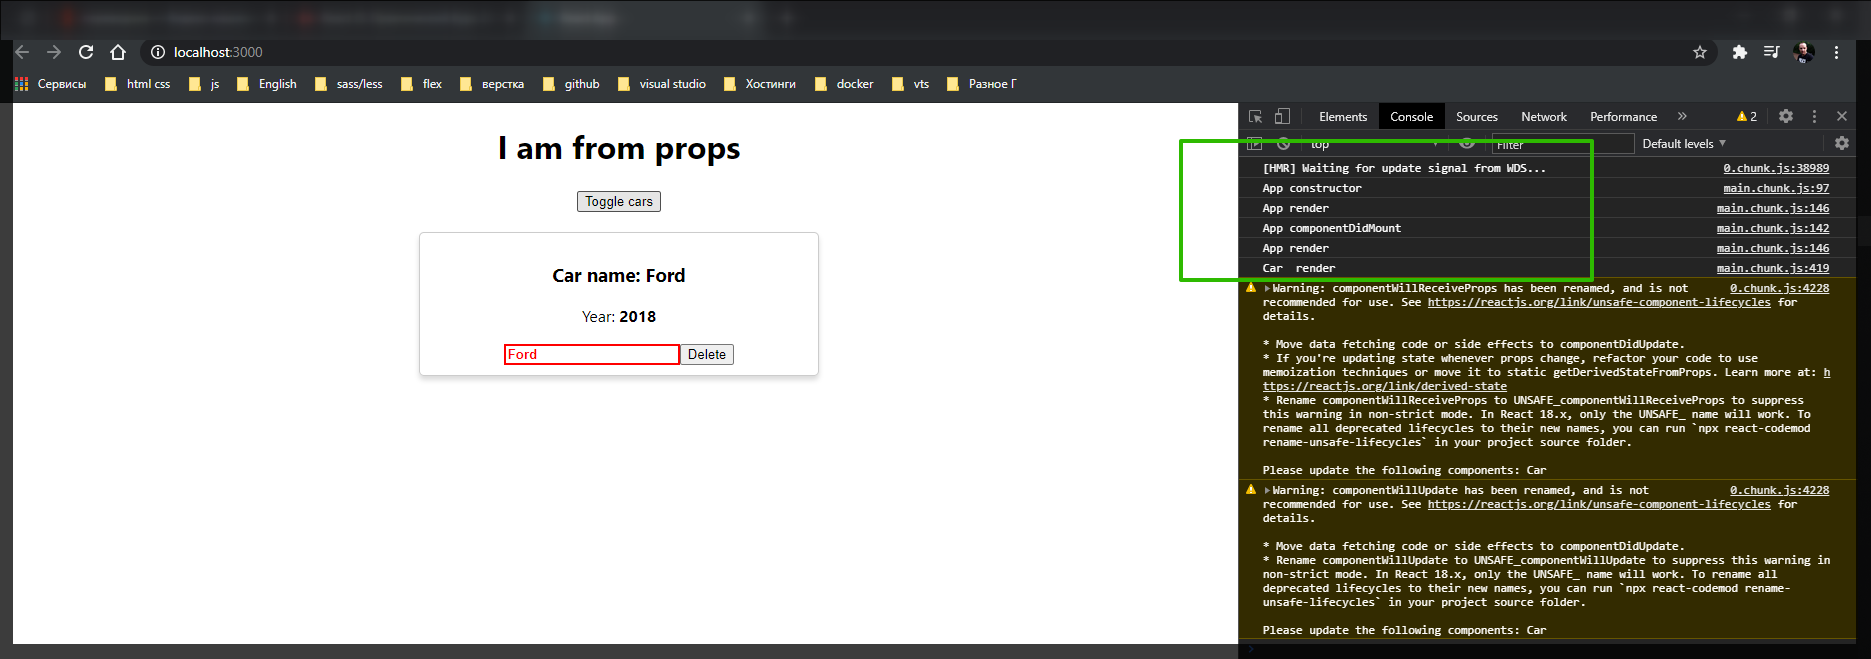 localhost:3000
Сервисы html css js English sass/less flex верстка github visual studio Хостинги docker vts Разное Г
I am from props
Toggle cars
Car name: Ford
Year: 2018
Ford Delete
Elements Console Sources Network Performance » 2
top Filter Default levels
[HMR] Waiting for update signal from WDS... 0.chunk.js:38989
App constructor main.chunk.js:97
App render main.chunk.js:146
App componentDidMount main.chunk.js:142
App render main.chunk.js:146
Car render main.chunk.js:419
Warning: componentWillReceiveProps has been renamed, and is not 0.chunk.js:4228
recommended for use. See https://reactjs.org/link/unsafe-component-lifecycles for
details.
* Move data fetching code or side effects to componentDidUpdate.
* If you're updating state whenever props change, refactor your code to use
memoization techniques or move it to static getDerivedStateFromProps. Learn more at: h
ttps://reactjs.org/link/derived-state
* Rename componentWillReceiveProps to UNSAFE_componentWillReceiveProps to suppress
this warning in non-strict mode. In React 18.x, only the UNSAFE_ name will work. To
rename all deprecated lifecycles to their new names, you can run `npx react-codemod
rename-unsafe-lifecycles` in your project source folder.
Please update the following components: Car
Warning: componentWillUpdate has been renamed, and is not 0.chunk.js:4228
recommended for use. See https://reactjs.org/link/unsafe-component-lifecycles for
details.
* Move data fetching code or side effects to componentDidUpdate.
* Rename componentWillUpdate to UNSAFE_componentWillUpdate to suppress this warning in
non-strict mode. In React 18.x, only the UNSAFE_ name will work. To rename all
deprecated lifecycles to their new names, you can run `npx react-codemod rename-
unsafe-lifecycles` in your project source folder.
Please update the following components: Car